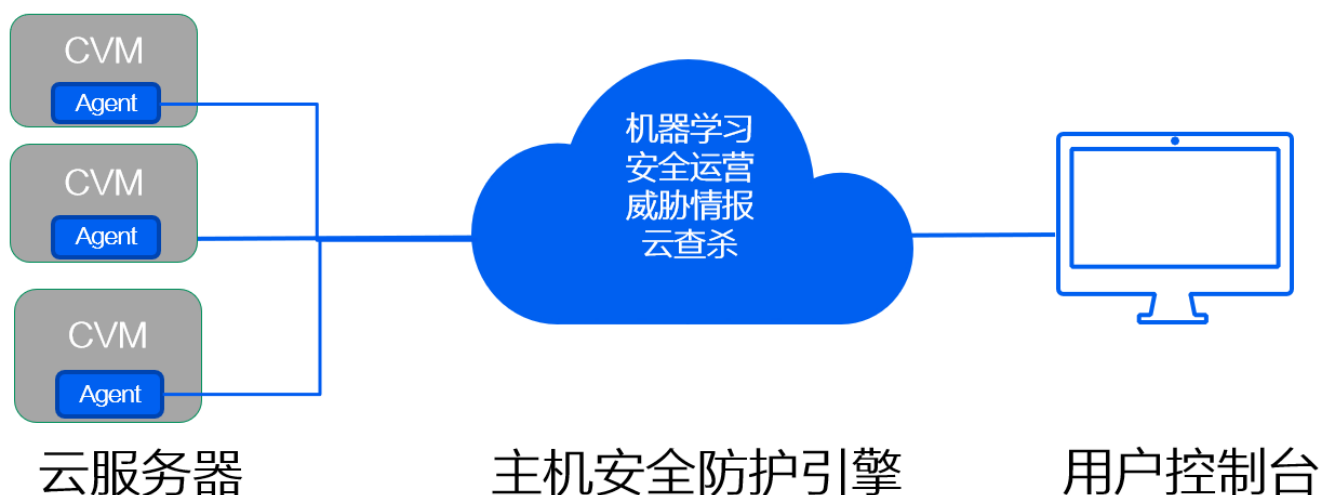 CVM
Agent
CVM
Agent
CVM
Agent
云服务器
机器学习
安全运营
威胁情报
云查杀
主机安全防护引擎
用户控制台